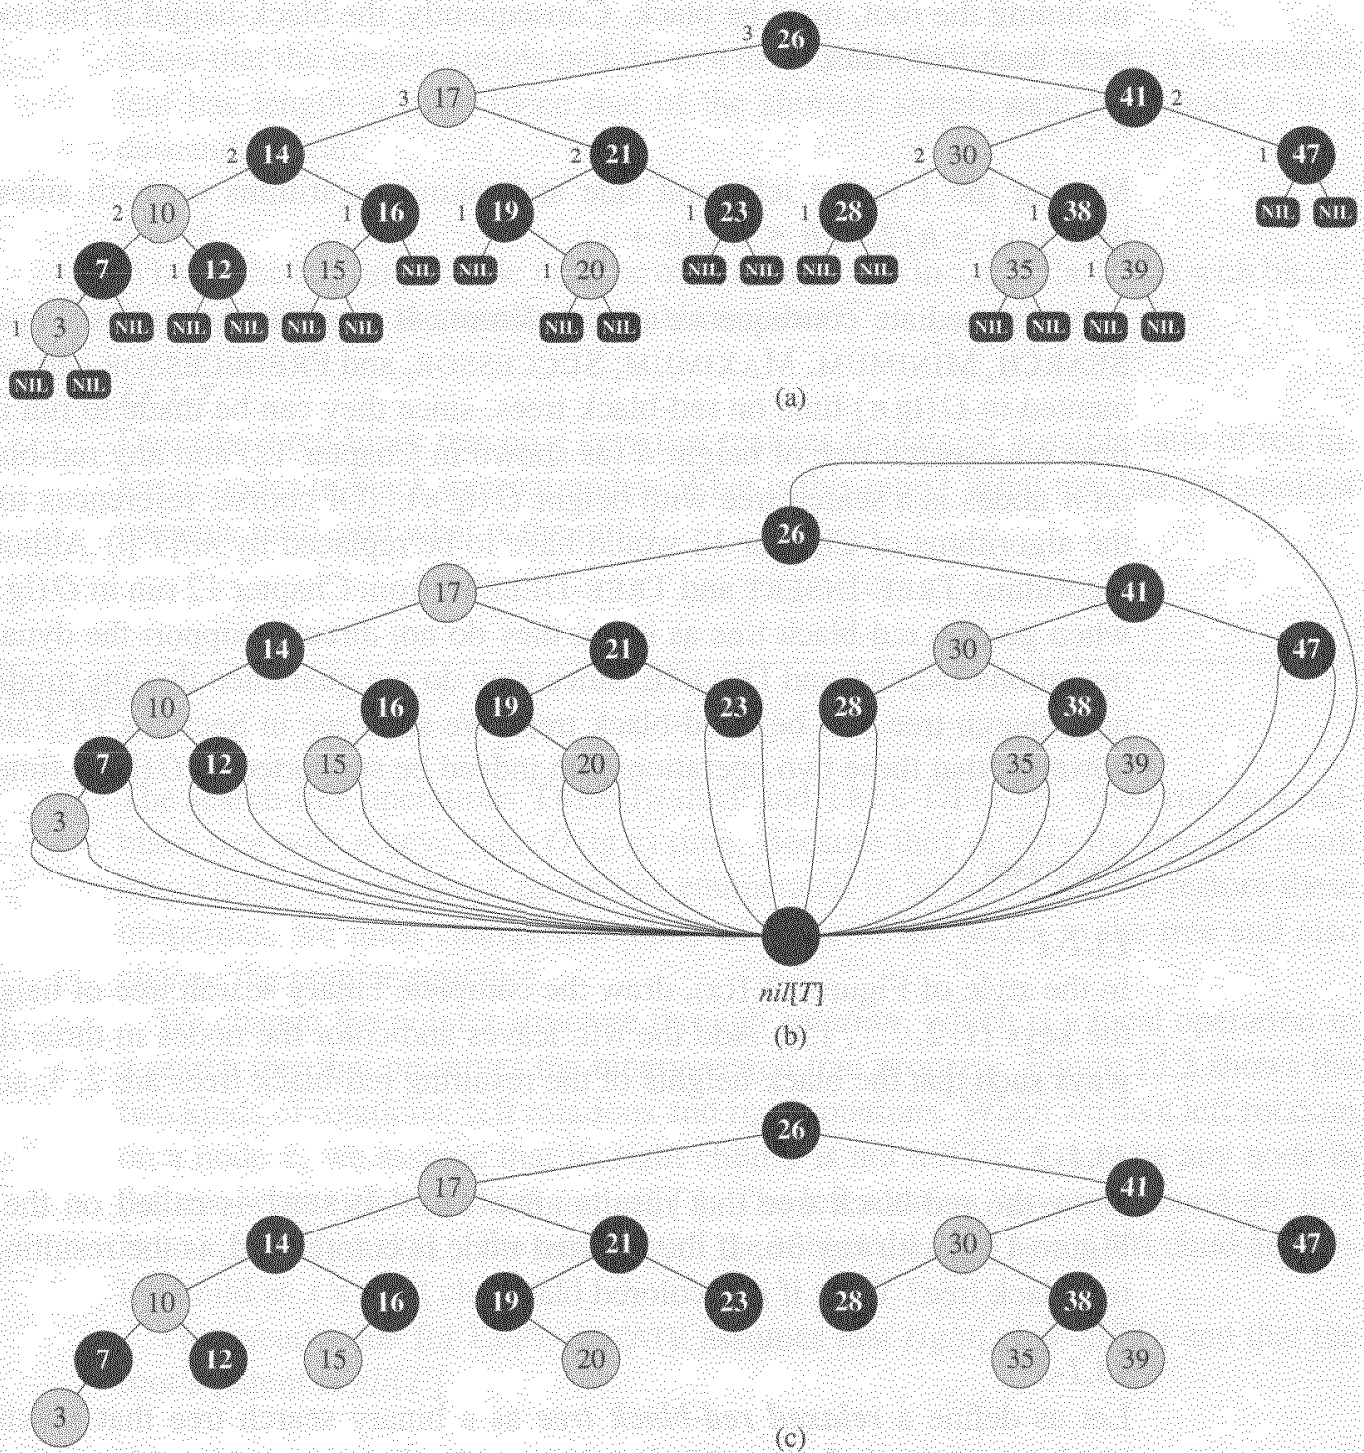 3 26
3 17 41 2
2 14 2 21 2 30 1 47
2 10 1 16 1 19 1 23 1 28 1 38 NIL NIL
1 7 1 12 1 15 NIL NIL 1 20 NIL NIL NIL NIL 1 35 1 39
1 3 NIL NIL NIL NIL NIL NIL NIL NIL NIL NIL NIL
NIL NIL
(a)
26
17 41
14 21 30 47
10 16 19 23 28 38
7 12 15 20 35 39
3
nil[T]
(b)
26
17 41
14 21 30 47
10 16 19 23 28 38
7 12 15 20 35 39
3
(c)